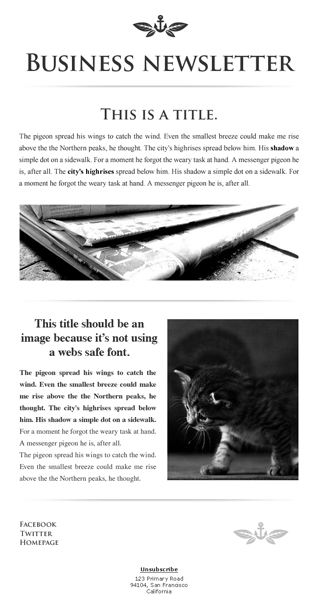 Business newsletter
This is a title.
The pigeon spread his wings to catch the wind. Even the smallest breeze could make me rise
above the the Northern peaks, he thought. The city's highrises spread below him. His shadow a
simple dot on a sidewalk. For a moment he forgot the weary task at hand. A messenger pigeon he
is, after all. The city's highrises spread below him. His shadow a simple dot on a sidewalk. For
a moment he forgot the weary task at hand. A messenger pigeon he is, after all.
This title should be an
image because it's not using
a webs safe font.
The pigeon spread his wings to catch the
wind. Even the smallest breeze could make
me rise above the the Northern peaks, he
thought. The city's highrises spread below
him. His shadow a simple dot on a sidewalk.
For a moment he forgot the weary task at hand.
A messenger pigeon he is, after all.
The pigeon spread his wings to catch the wind.
Even the smallest breeze could make me rise
above the the Northern peaks, he thought.
Facebook
Twitter
Homepage
Unsubscribe
123 Primary Road
94104, San Francisco
California